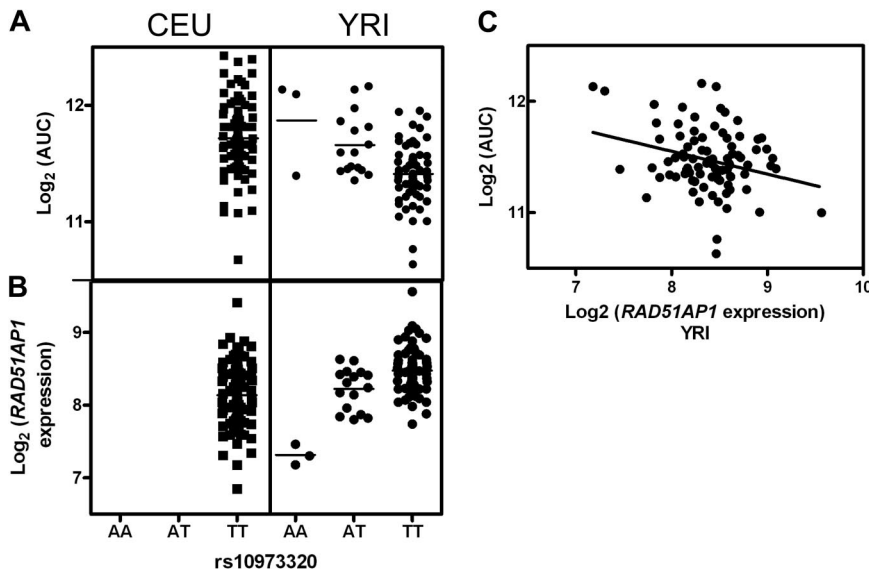 A
CEU YRI
Log2 (AUC)
12
11
B
Log2 (RAD51AP1
expression)
9
8
7
AA AT TT AA AT TT
rs10973320
C
Log2 (AUC)
12
11
7 8 9 10
Log2 (RAD51AP1 expression)
YRI